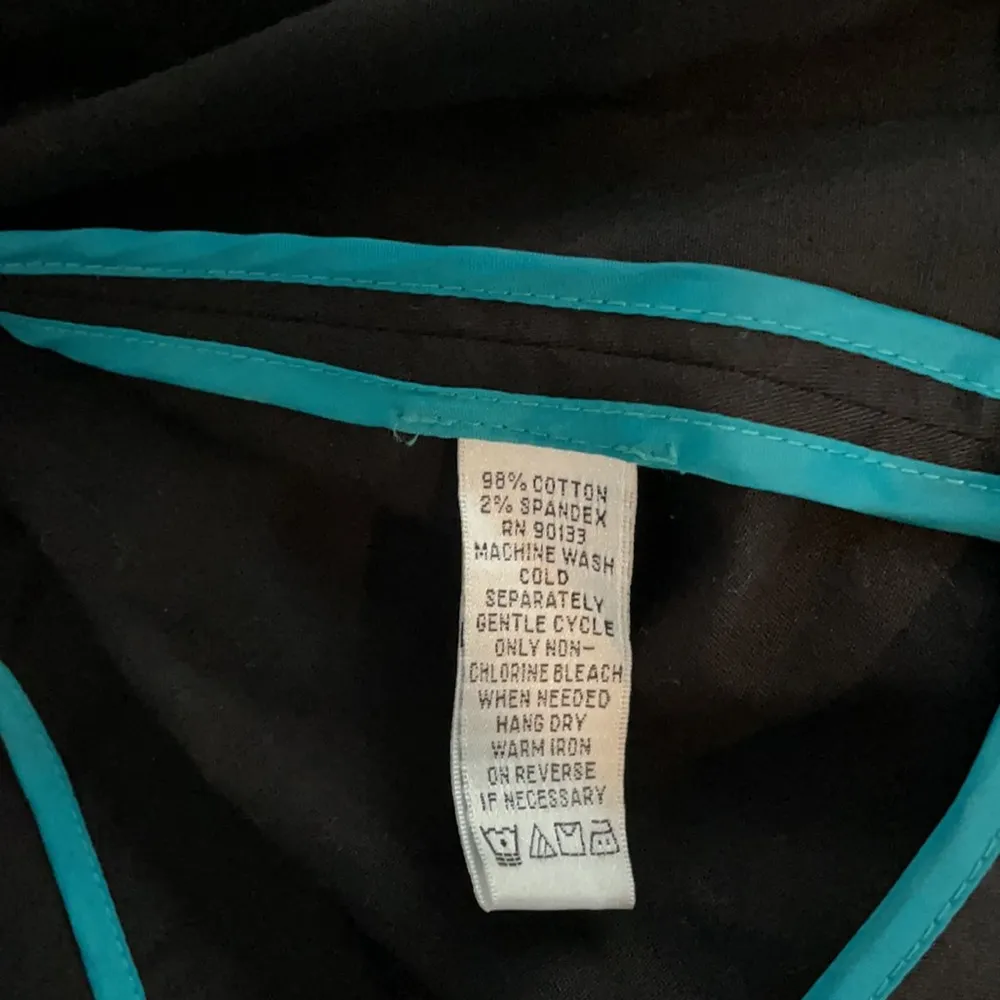 98% COTTON
2% SPANDEX
RN 90133
MACHINE WASH
COLD
SEPARATELY
GENTLE CYCLE
ONLY NON-
CHLORINE BLEACH
WHEN NEEDED
HANG DRY
WARM IRON
ON REVERSE
IF NECESSARY